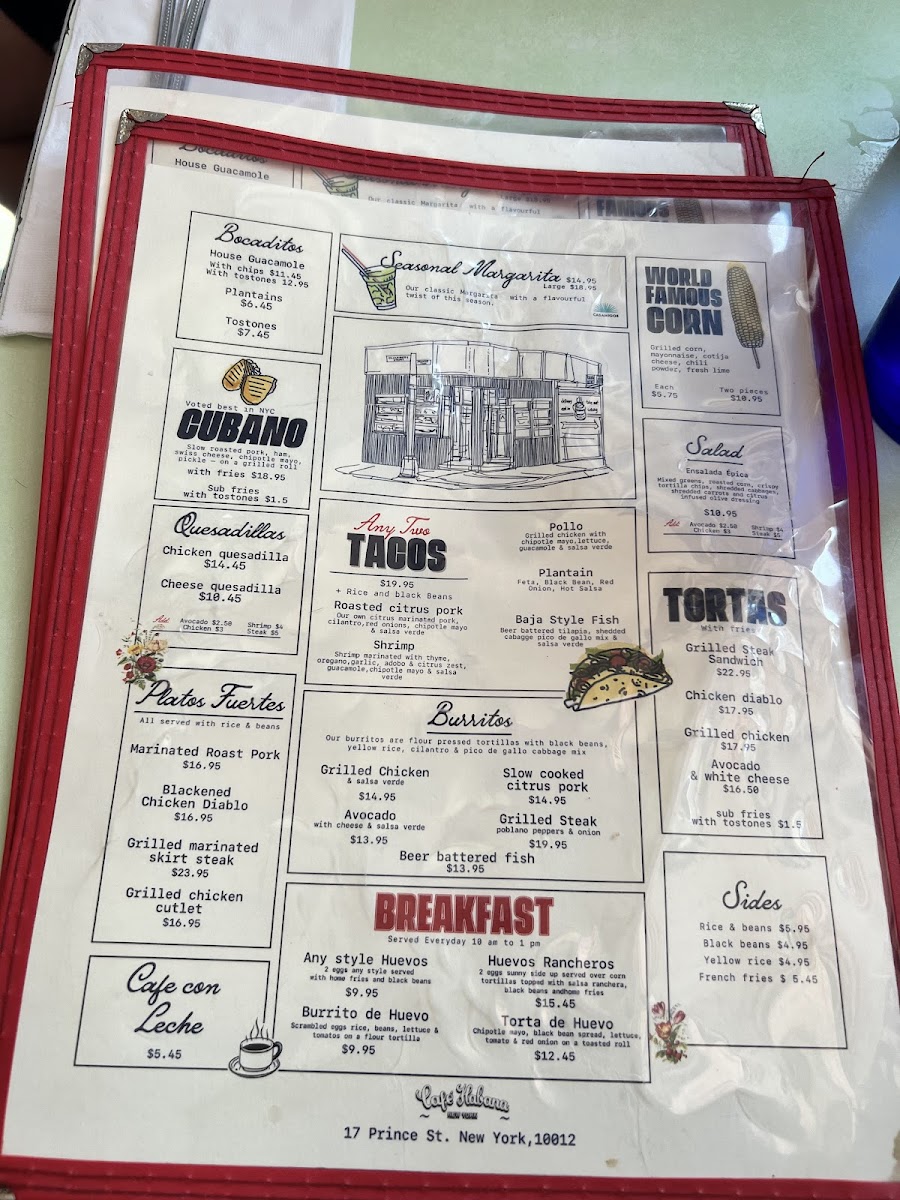 Bocaditos
House Guacamole
Our classic Margarita with a flavourful
FAMOUS
Bocaditos
House Guacamole
With chips $11.45
With tostones 12.95
Plantains
$6.45
Tostones
$7.45
Seasonal Margarita $14.95
Large $18.95
Our classic Margarita with a flavourful
twist of this season.
WORLD
FAMOUS
CORN
Grilled corn,
mayonnaise, cotija
cheese, chili
powder, fresh lime
Each
$5.75
Two pieces
$10.95
Voted best in NYC
CUBANO
Slow roasted pork, ham,
swiss cheese, chipotle mayo,
pickle — on a grilled roll
with fries $18.95
Sub fries
with tostones $1.5
Salad
Ensalada Épica
Mixed greens, roasted corn, crispy
tortilla chips, shredded cabbages,
shredded carrots and citrus
infused olive dressing
$10.95
Add: Avocado $2.50 Shrimp $4
Chicken $3 Steak $5
Quesadillas
Chicken quesadilla
$14.45
Cheese quesadilla
$10.45
Add: Avocado $2.50 Shrimp $4
Chicken $3 Steak $6
Any Two
TACOS
$19.95
+ Rice and black Beans
Roasted citrus pork
Our own citrus marinated pork,
cilantro,red onions, chipotle mayo
& salsa verde
Shrimp
Shrimp marinated with thyme,
oregano,garlic, adobo & citrus zest,
guacamole,chipotle mayo & salsa
verde
Pollo
Grilled chicken with
chipotle mayo,lettuce,
guacamole & salsa verde
Plantain
Feta, Black Bean, Red
Onion, Hot Salsa
Baja Style Fish
Beer battered tilapia, shedded
cabagge pico de gallo mix &
salsa verde
TORTAS
With fries
Grilled Steak
Sandwich
$22.95
Chicken diablo
$17.95
Grilled chicken
$17.95
Avocado
& white cheese
$16.50
sub fries
with tostones $1.5
Platos Fuertes
All served with rice & beans
Marinated Roast Pork
$16.95
Blackened
Chicken Diablo
$16.95
Grilled marinated
skirt steak
$23.95
Grilled chicken
cutlet
$16.95
Burritos
Our burritos are flour pressed tortillas with black beans,
yellow rice, cilantro & pico de gallo cabbage mix
Grilled Chicken
& salsa verde
$14.95
Slow cooked
citrus pork
$14.95
Avocado
with cheese & salsa verde
$13.95
Grilled Steak
poblano peppers & onion
$19.95
Beer battered fish
$13.95
BREAKFAST
Served Everyday 10 am to 1 pm
Any style Huevos
2 eggs any style served
with home fries and black beans
$9.95
Huevos Rancheros
2 eggs sunny side up served over corn
tortillas topped with salsa ranchera,
black beans andhome fries
$15.45
Burrito de Huevo
Scrambled eggs rice, beans, lettuce &
tomatos on a flour tortilla
$9.95
Torta de Huevo
Chipotle mayo, black bean spread, lettuce,
tomato & red onion on a toasted roll
$12.45
Sides
Rice & beans $5.95
Black beans $4.95
Yellow rice $4.95
French fries $ 5.45
Cafe con
Leche
$5.45
Café Habana
NEW YORK
17 Prince St. New York,10012